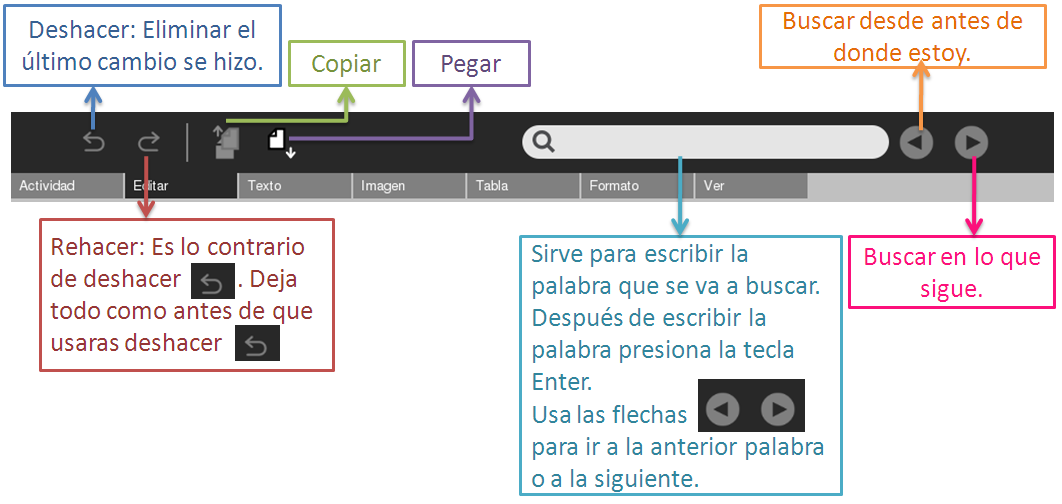 Deshacer: Eliminar el
último cambio se hizo.
Copiar
Pegar
Buscar desde antes de
donde estoy.
Actividad
Editar
Texto
Imagen
Tabla
Formato
Ver
Rehacer: Es lo contrario
de deshacer . Deja
todo como antes de que
usaras deshacer
Sirve para escribir la
palabra que se va a buscar.
Después de escribir la
palabra presiona la tecla
Enter.
Usa las flechas
para ir a la anterior palabra
o a la siguiente.
Buscar en lo que
sigue.